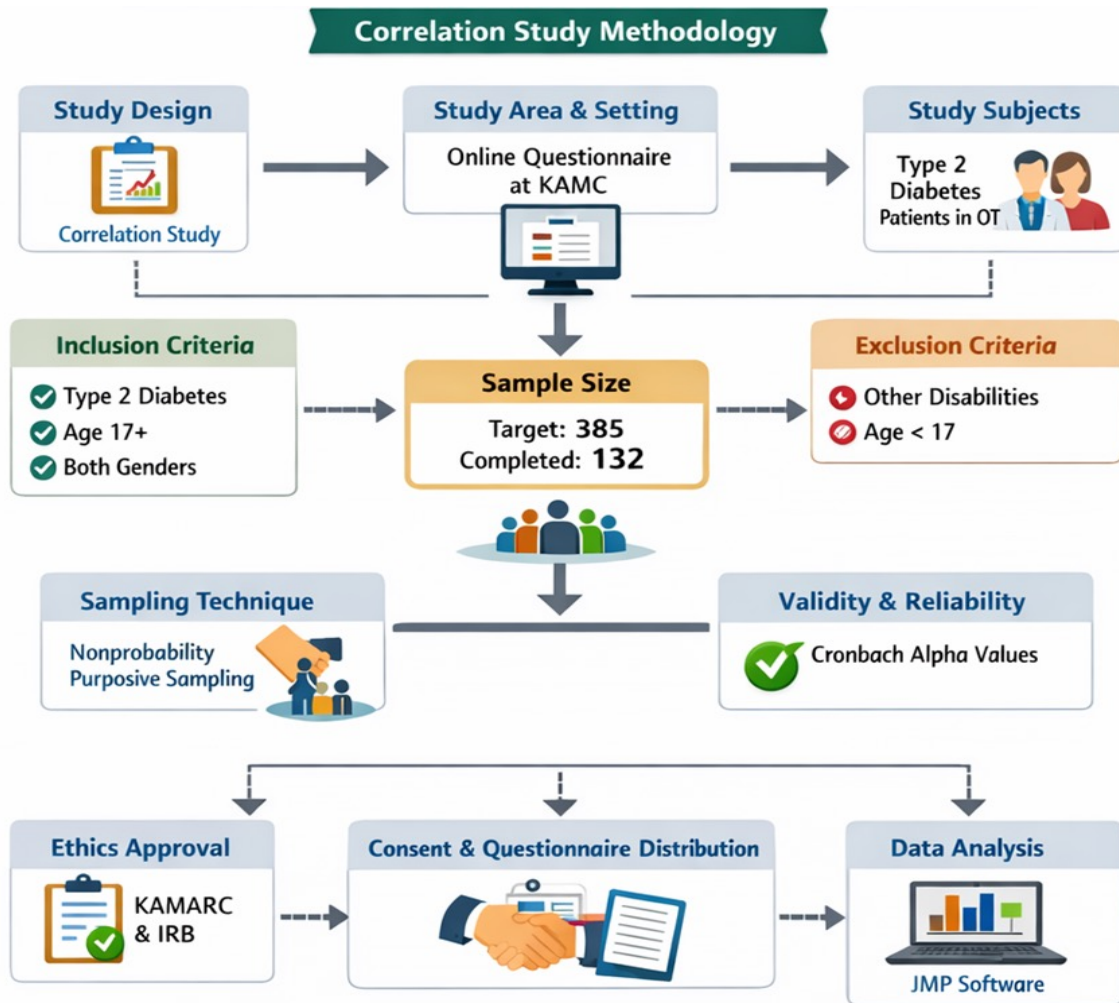 Correlation Study Methodology
Study Design
Correlation Study
Study Area & Setting
Online Questionnaire
at KAMC
Study Subjects
Type 2
Diabetes
Patients in OT
Inclusion Criteria
Type 2 Diabetes
Age 17+
Both Genders
Sample Size
Target: 385
Completed: 132
Exclusion Criteria
Other Disabilities
Age < 17
Sampling Technique
Nonprobability
Purposive Sampling
Validity & Reliability
Cronbach Alpha Values
Ethics Approval
KAMARC
& IRB
Consent & Questionnaire Distribution
Data Analysis
JMP Software